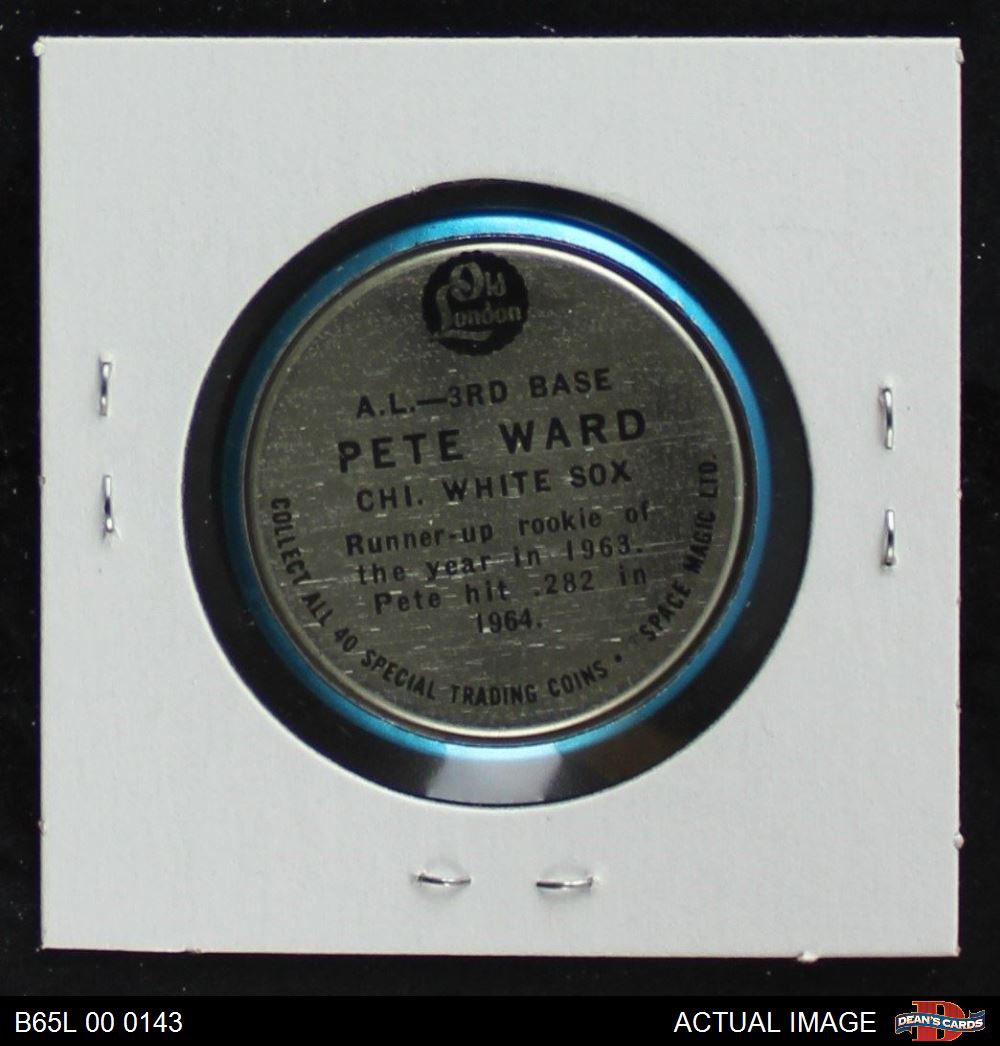 Old
London
A.L.—3RD BASE
PETE WARD
CHI. WHITE SOX
Runner-up rookie of
the year in 1963.
Pete hit .282 in
1964.
COLLECT ALL 40 SPECIAL TRADING COINS • SPACE MAGIC LTD.
B65L 00 0143
ACTUAL IMAGE
DEAN'S CARDS